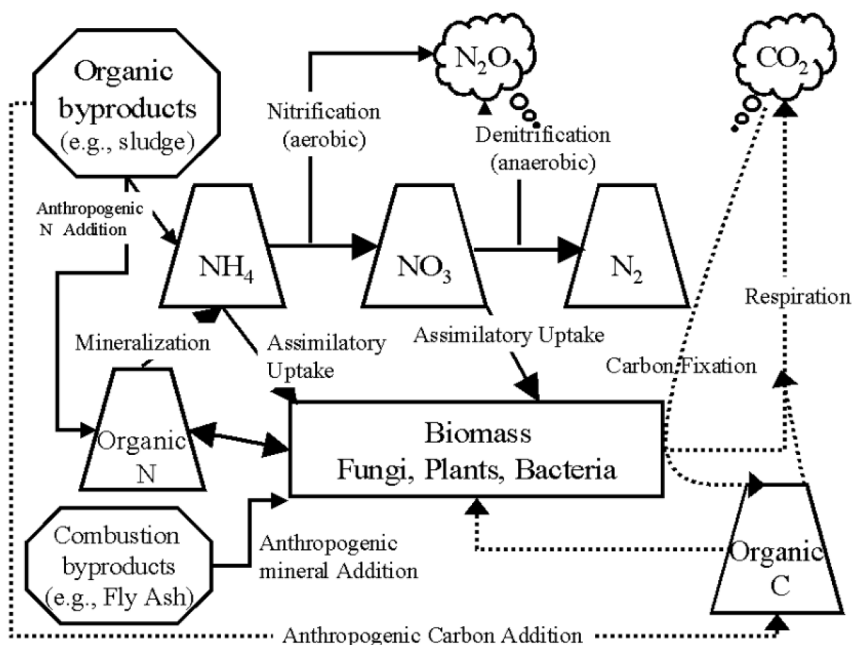 Organic
byproducts
(e.g., sludge)
N₂O
CO₂
Nitrification
(aerobic)
Denitrification
(anaerobic)
Anthropogenic
N Addition
NH₄
NO₃
N₂
Respiration
Mineralization
Assimilatory
Uptake
Assimilatory Uptake
Carbon Fixation
Organic
N
Biomass
Fungi, Plants, Bacteria
Combustion
byproducts
(e.g., Fly Ash)
Anthropogenic
mineral Addition
Organic
C
Anthropogenic Carbon Addition